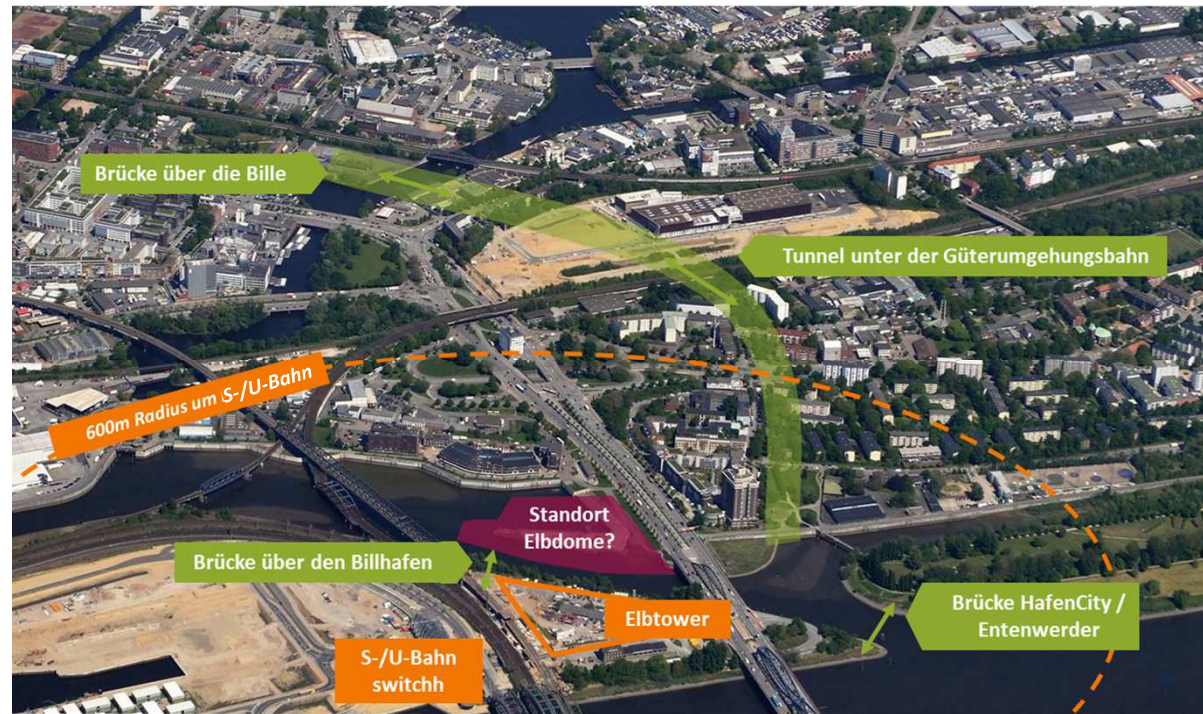 Brücke über die Bille
Tunnel unter der Güterumgehungsbahn
600m Radius um S-/U-Bahn
Standort
Elbdome?
Brücke über den Billhafen
Elbtower
Brücke HafenCity /
Entenwerder
S-/U-Bahn
switchh